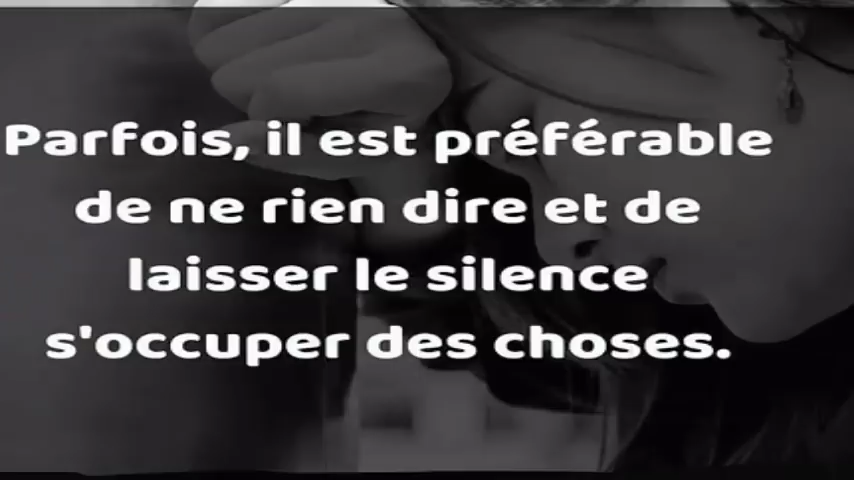 Parfois, il est préférable
de ne rien dire et de
laisser le silence
s'occuper des choses.